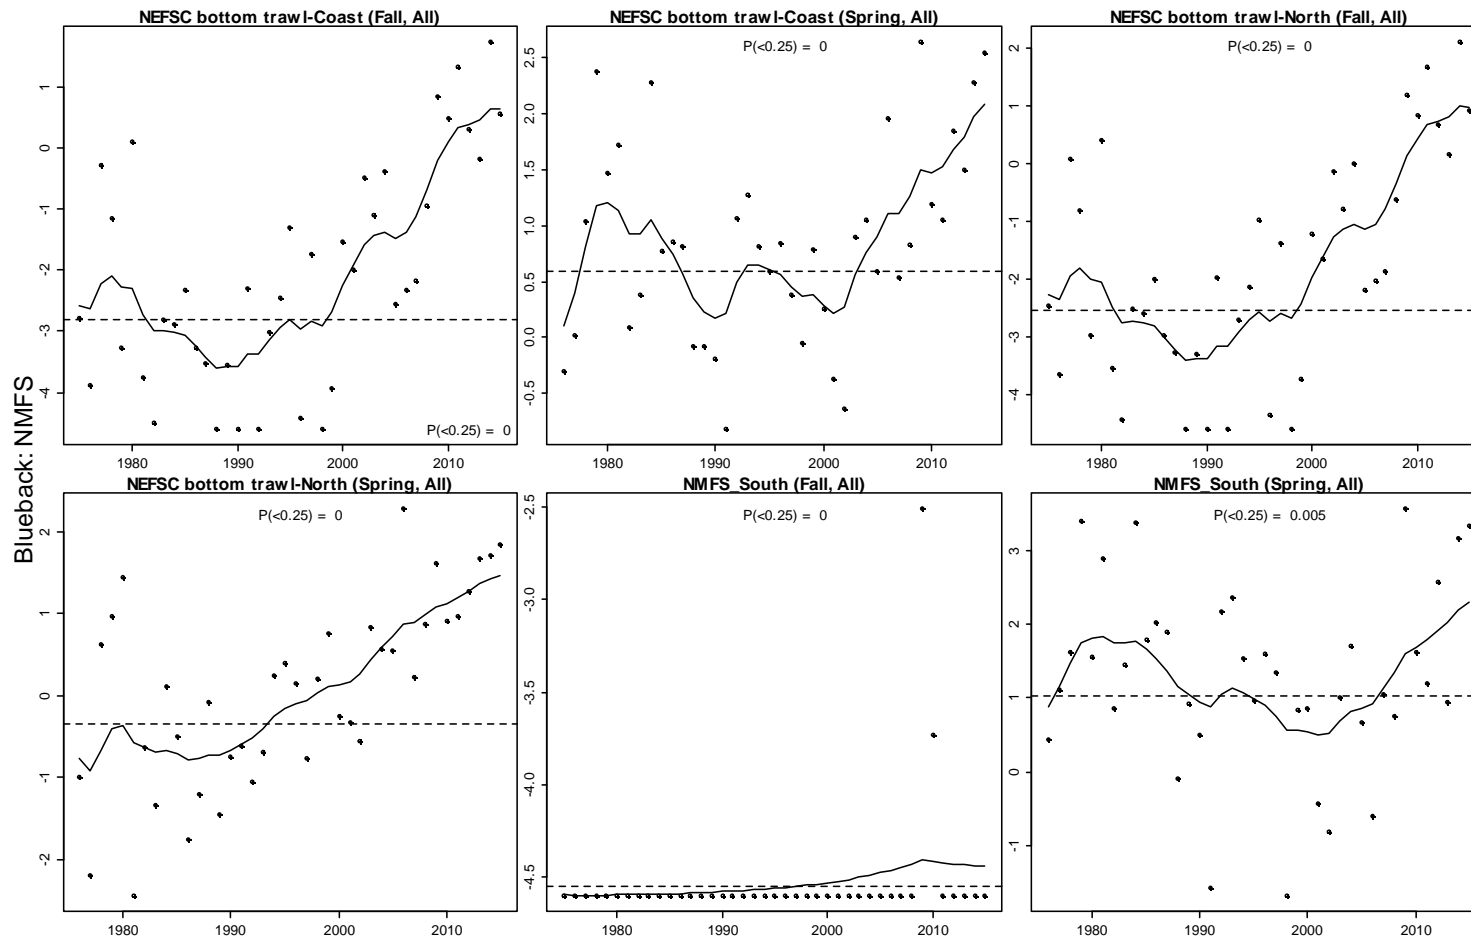 Blueback: NMFS
NEFSC bottom trawl-Coast (Fall, All)
1
0
-1
-2
-3
-4
P(<0.25) = 0
1980 1990 2000 2010
NEFSC bottom trawl-Coast (Spring, All)
P(<0.25) = 0
2.5
2.0
1.5
1.0
0.5
0.0
-0.5
1980 1990 2000 2010
NEFSC bottom trawl-North (Fall, All)
P(<0.25) = 0
2
1
0
-1
-2
-3
-4
1980 1990 2000 2010
NEFSC bottom trawl-North (Spring, All)
P(<0.25) = 0
2
1
0
-1
-2
1980 1990 2000 2010
NMFS_South (Fall, All)
P(<0.25) = 0
-2.5
-3.0
-3.5
-4.0
-4.5
1980 1990 2000 2010
NMFS_South (Spring, All)
P(<0.25) = 0.005
3
2
1
0
-1
1980 1990 2000 2010